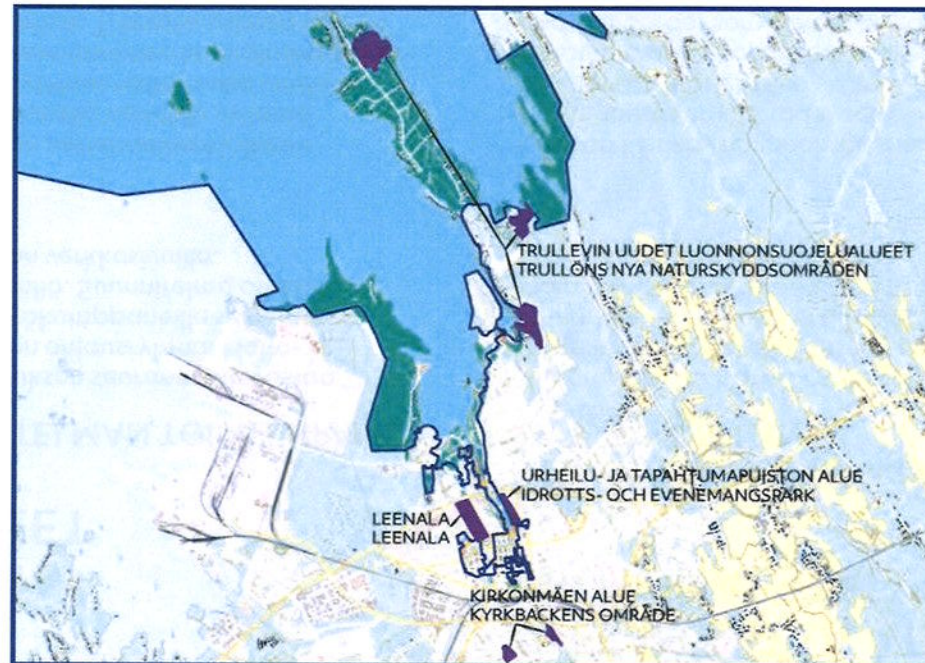 TRULLEVIN UUDET LUONNONSUOJELUALUEET
TRULLÖNS NYA NATURSKYDDSOMRÅDEN
URHEILU- JA TAPAHTUMAPUISTON ALUE
IDROTTS- OCH EVENEMANGSPARK
LEENALA
LEENALA
KIRKONMÄEN ALUE
KYRKBACKENS OMRÅDE